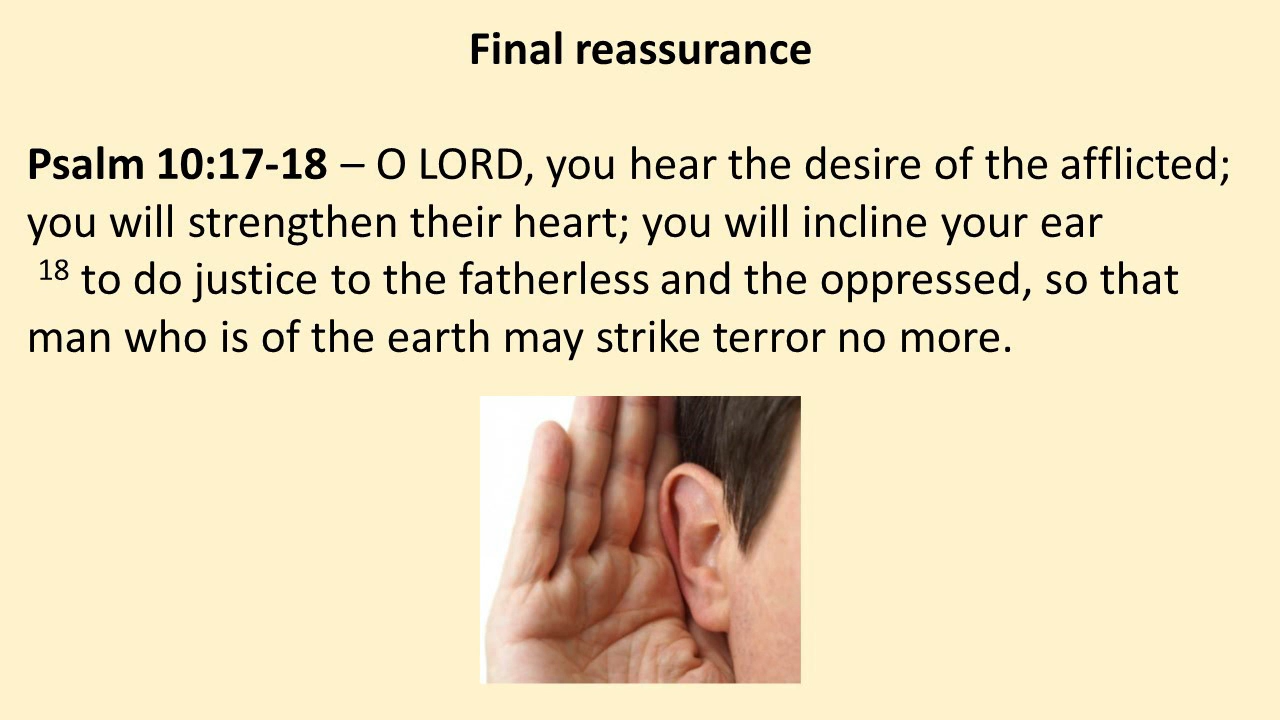 Final reassurance
Psalm 10:17-18 – O LORD, you hear the desire of the afflicted;
you will strengthen their heart; you will incline your ear
18 to do justice to the fatherless and the oppressed, so that
man who is of the earth may strike terror no more.